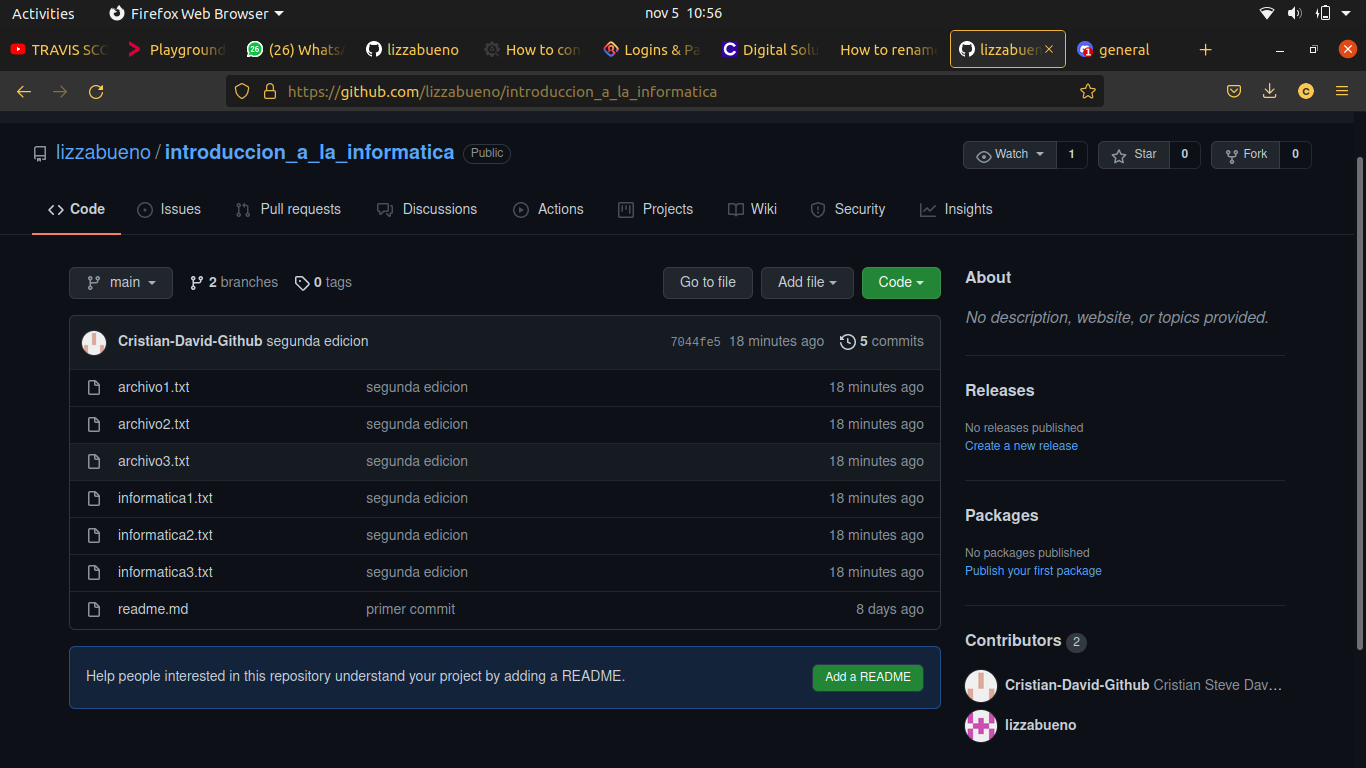 Activities Firefox Web Browser nov 5 10:56
TRAVIS SCO Playground (26) Whats lizzabueno How to con Logins & Pa Digital Solu How to rename lizzabuen general
https://github.com/lizzabueno/introduccion_a_la_informatica
lizzabueno / introduccion_a_la_informatica Public Watch 1 Star 0 Fork 0
Code Issues Pull requests Discussions Actions Projects Wiki Security Insights
main 2 branches 0 tags Go to file Add file Code
Cristian-David-Github segunda edicion 7044fe5 18 minutes ago 5 commits
archivo1.txt segunda edicion 18 minutes ago
archivo2.txt segunda edicion 18 minutes ago
archivo3.txt segunda edicion 18 minutes ago
informatica1.txt segunda edicion 18 minutes ago
informatica2.txt segunda edicion 18 minutes ago
informatica3.txt segunda edicion 18 minutes ago
readme.md primer commit 8 days ago
Help people interested in this repository understand your project by adding a README. Add a README
About
No description, website, or topics provided.
Releases
No releases published
Create a new release
Packages
No packages published
Publish your first package
Contributors 2
Cristian-David-Github Cristian Steve Dav…
lizzabueno